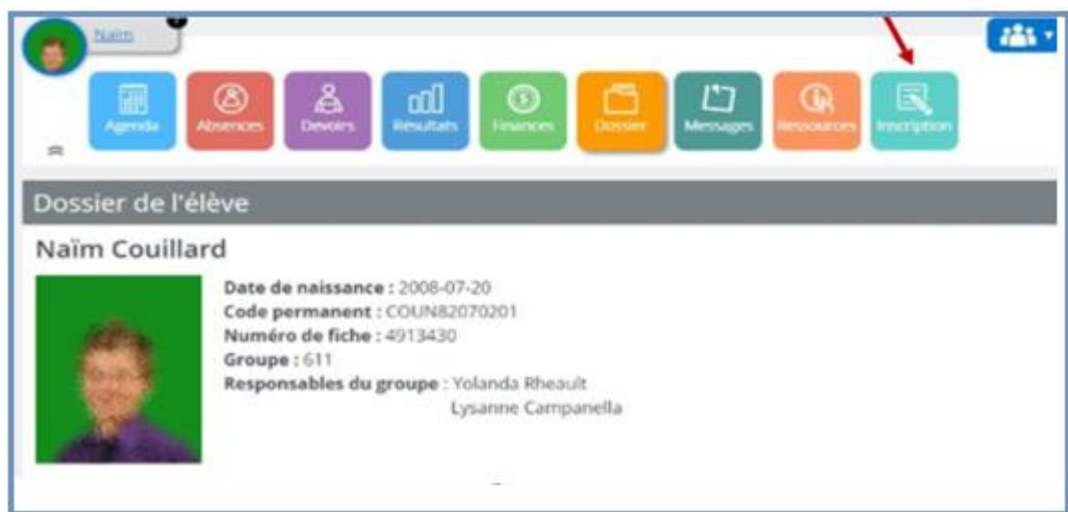 Naïm
Agenda Absences Devoirs Résultats Finances Dossier Messages Ressources Inscription
Dossier de l'élève
Naïm Couillard
Date de naissance : 2008-07-20
Code permanent : COUN82070201
Numéro de fiche : 4913430
Groupe : 611
Responsables du groupe : Yolanda Rheault
Lysanne Campanella